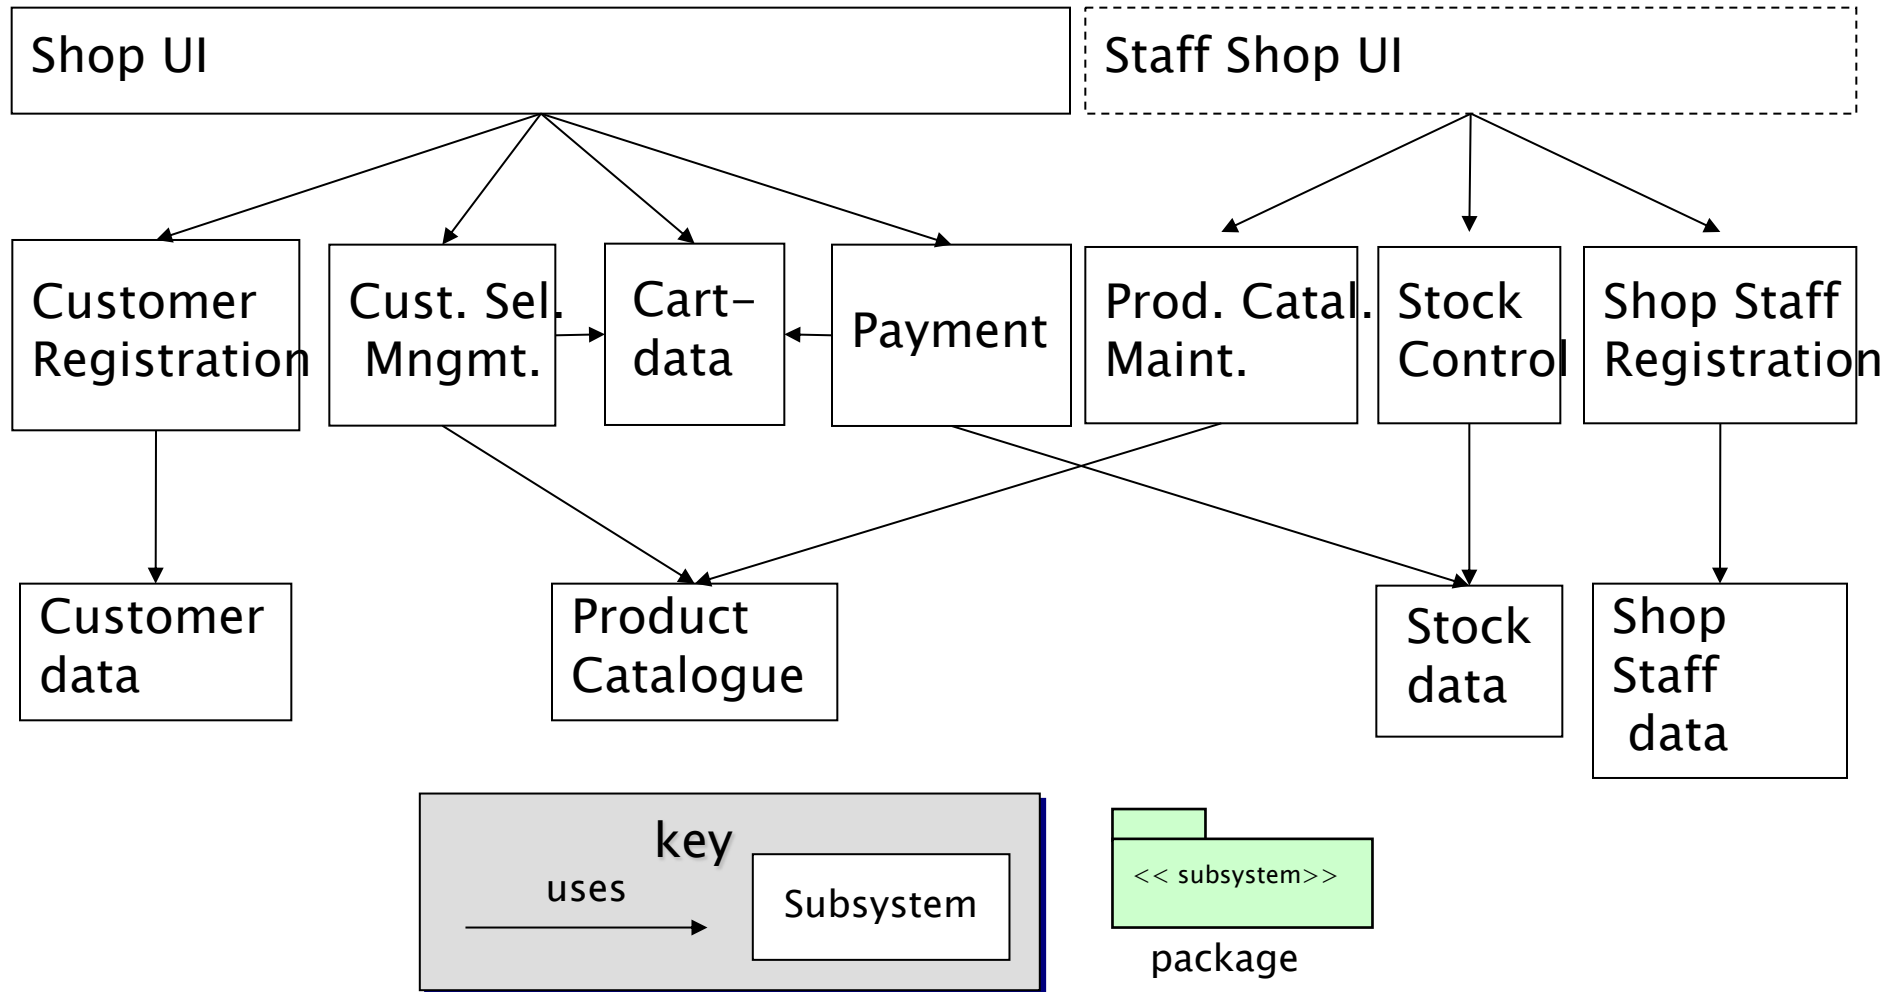 Shop UI
Staff Shop UI
Customer
Registration
Cust. Sel.
Mngmt.
Cart-
data
Payment
Prod. Catal.
Maint.
Stock
Control
Shop Staff
Registration
Customer
data
Product
Catalogue
Stock
data
Shop
Staff
data
key
uses
Subsystem
<< subsystem>>
package